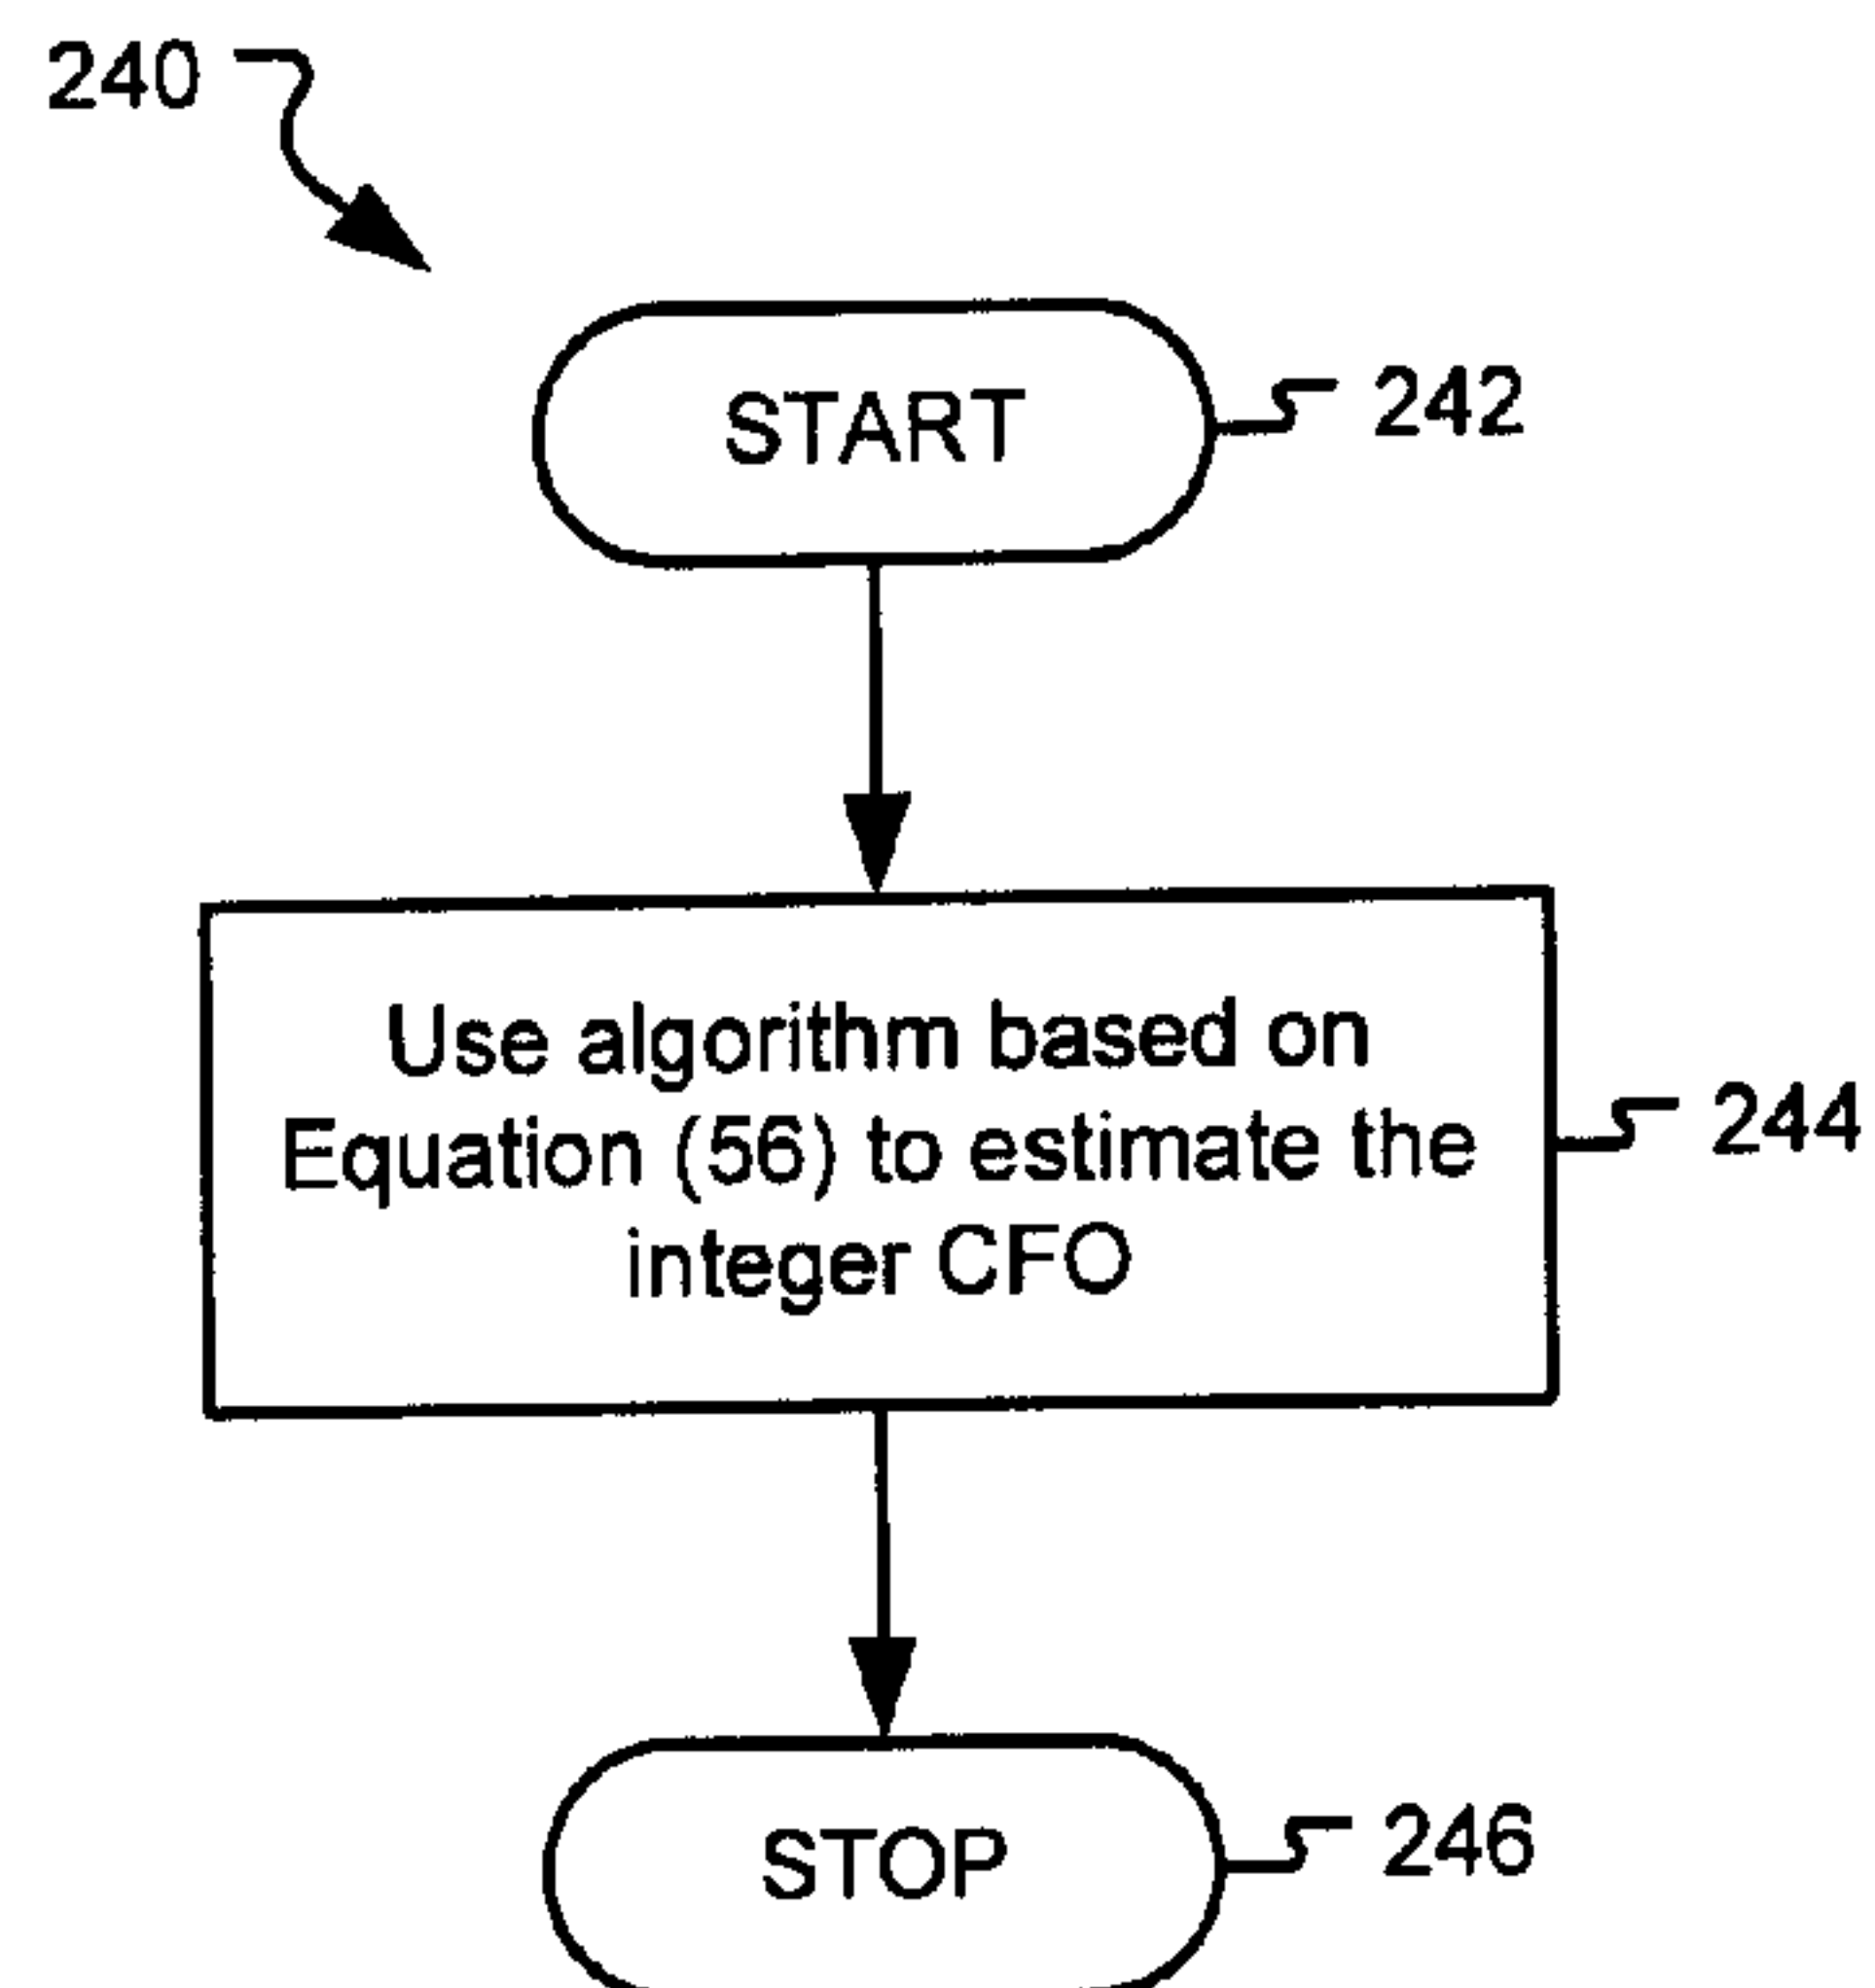 240
START
242
Use algorithm based on
Equation (56) to estimate the
integer CFO
244
STOP
246